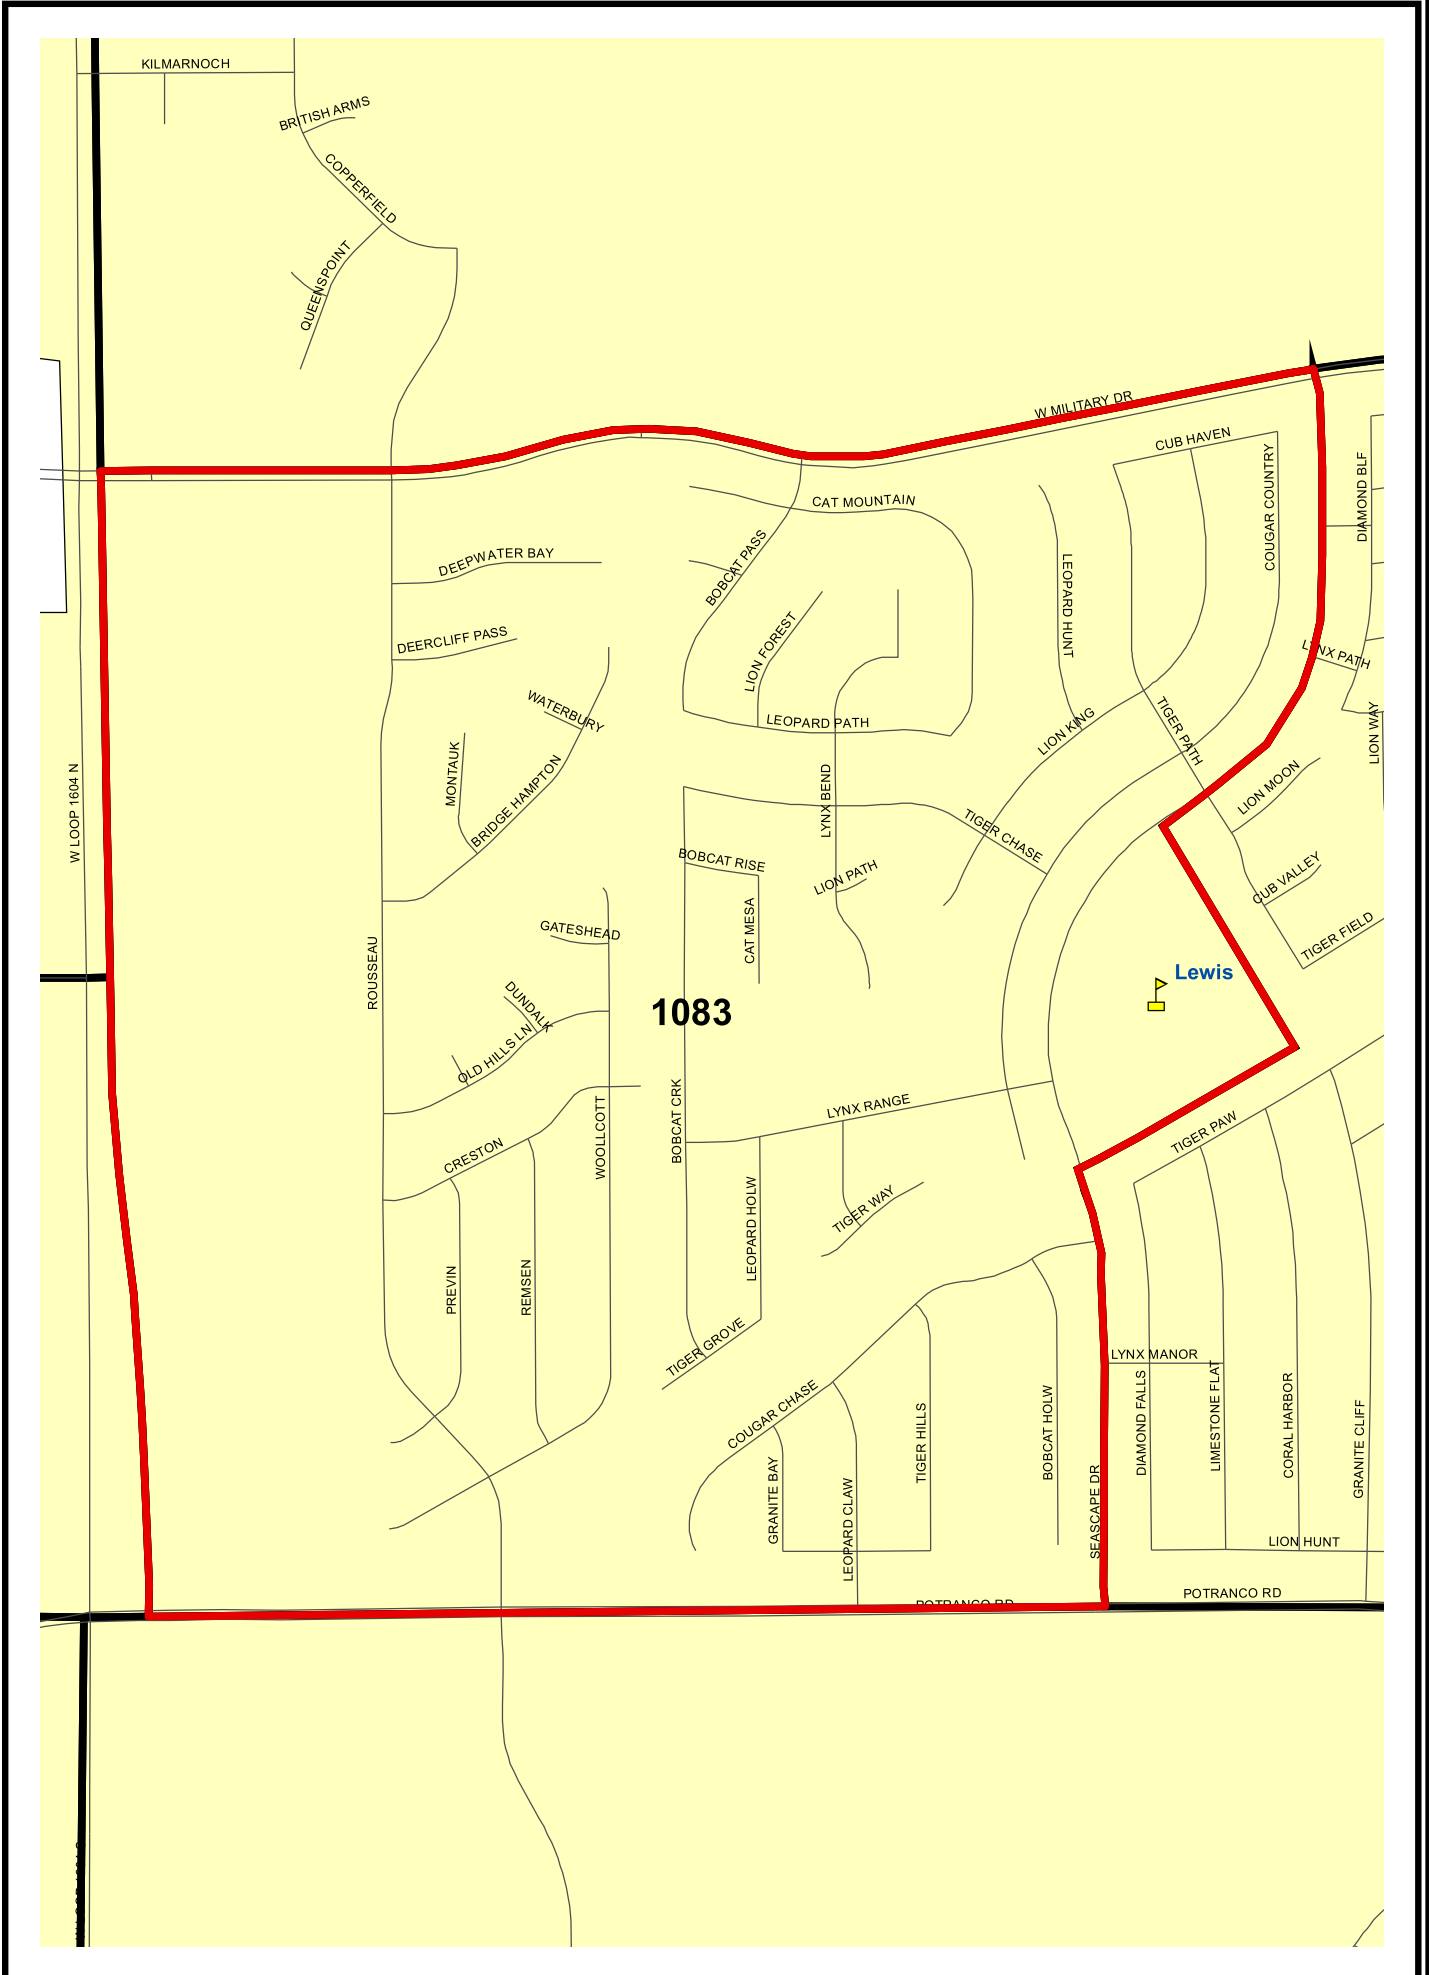 KILMARNOCH
BRITISH ARMS
COPPERFIELD
QUEENSPOINT
W MILITARY DR
CUB HAVEN
COUGAR COUNTRY
DIAMOND BLF
CAT MOUNTAIN
DEEPWATER BAY
BOBCAT PASS
LEOPARD HUNT
LION FOREST
DEERCLIFF PASS
LYNX PATH
WATERBURY
LEOPARD PATH
LION KING
TIGER PATH
LION WAY
MONTAUK
BRIDGE HAMPTON
W LOOP 1604 N
LYNX BEND
LION MOON
TIGER CHASE
BOBCAT RISE
LION PATH
CUB VALLEY
CAT MESA
GATESHEAD
TIGER FIELD
ROUSSEAU
Lewis
DUNDALK
1083
OLD HILLS LN
BOBCAT CRK
LYNX RANGE
WOOLLCOTT
TIGER PAW
CRESTON
LEOPARD HOLW
TIGER WAY
PREVIN
REMSEN
TIGER GROVE
LYNX MANOR
COUGAR CHASE
TIGER HILLS
BOBCAT HOLW
DIAMOND FALLS
LIMESTONE FLAT
CORAL HARBOR
GRANITE CLIFF
GRANITE BAY
LEOPARD CLAW
SEASCAPE DR
LION HUNT
POTRANCO RD
POTRANCO RD